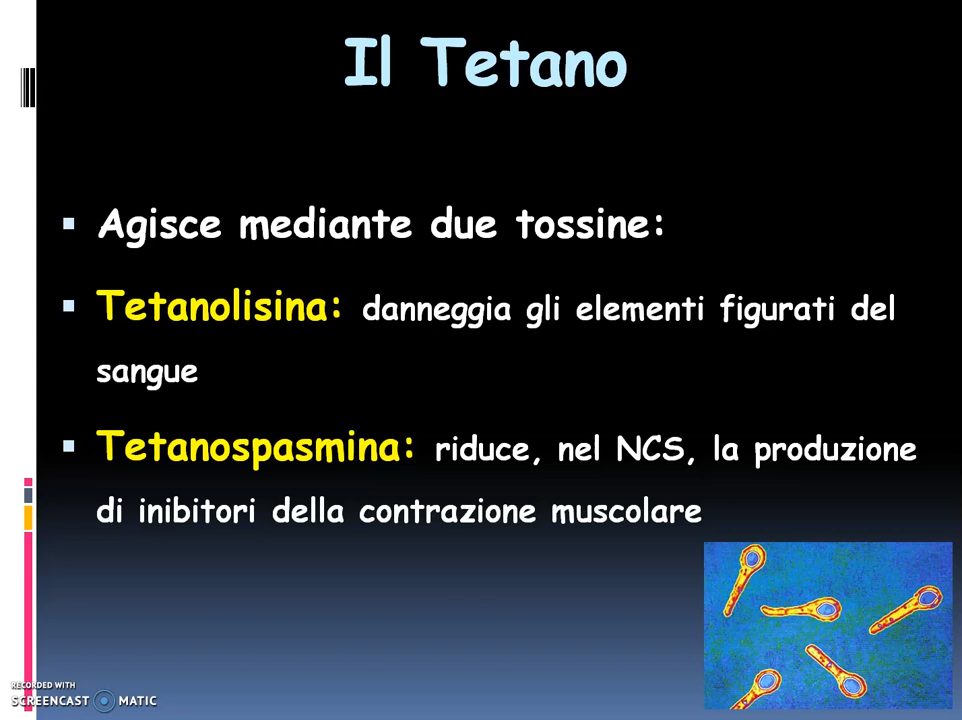 Il Tetano
Agisce mediante due tossine:
Tetanolisina: danneggia gli elementi figurati del
sangue
Tetanospasmina: riduce, nel NCS, la produzione
di inibitori della contrazione muscolare
RECORDED WITH
SCREENCAST MATIC